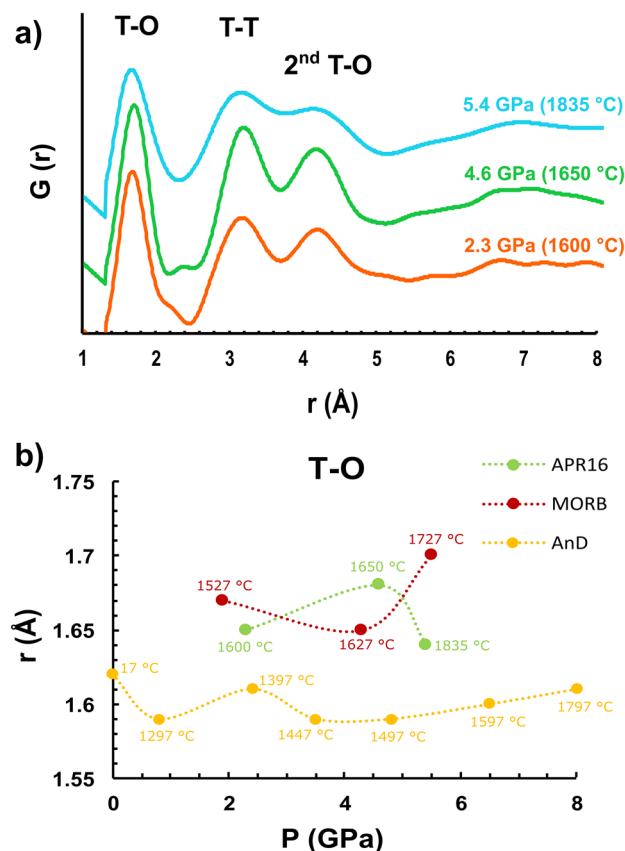 a)
T-O
T-T
2nd T-O
5.4 GPa (1835 °C)
4.6 GPa (1650 °C)
2.3 GPa (1600 °C)
G (r)
1 2 3 4 5 6 7 8
r (Å)
b)
T-O
APR16
MORB
AnD
1.75
1.7
1.65
1.6
1.55
r (Å)
1727 °C
1650 °C
1527 °C
1600 °C
1627 °C
1835 °C
17 °C
1397 °C
1297 °C
1447 °C
1497 °C
1597 °C
1797 °C
0 2 4 6 8
P (GPa)